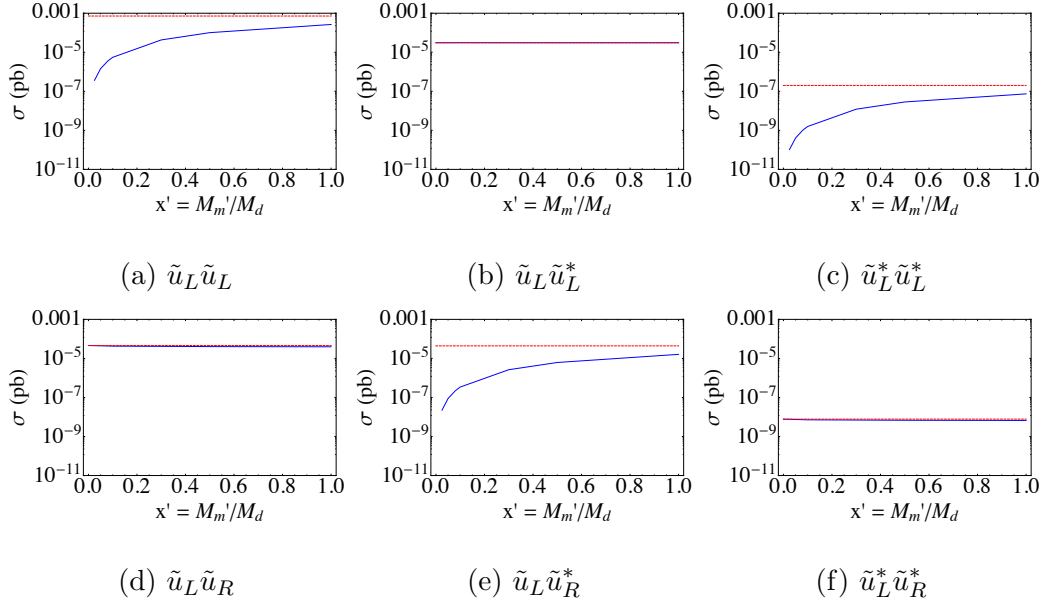 0.001
10^{-5}
10^{-7}
10^{-9}
10^{-11}
σ (pb)
0.0 0.2 0.4 0.6 0.8 1.0
x' = M_m'/M_d
(a) ũ_L ũ_L
0.001
10^{-5}
10^{-7}
10^{-9}
10^{-11}
σ (pb)
0.0 0.2 0.4 0.6 0.8 1.0
x' = M_m'/M_d
(b) ũ_L ũ_L^*
0.001
10^{-5}
10^{-7}
10^{-9}
10^{-11}
σ (pb)
0.0 0.2 0.4 0.6 0.8 1.0
x' = M_m'/M_d
(c) ũ_L^* ũ_L^*
0.001
10^{-5}
10^{-7}
10^{-9}
10^{-11}
σ (pb)
0.0 0.2 0.4 0.6 0.8 1.0
x' = M_m'/M_d
(d) ũ_L ũ_R
0.001
10^{-5}
10^{-7}
10^{-9}
10^{-11}
σ (pb)
0.0 0.2 0.4 0.6 0.8 1.0
x' = M_m'/M_d
(e) ũ_L ũ_R^*
0.001
10^{-5}
10^{-7}
10^{-9}
10^{-11}
σ (pb)
0.0 0.2 0.4 0.6 0.8 1.0
x' = M_m'/M_d
(f) ũ_L^* ũ_R^*